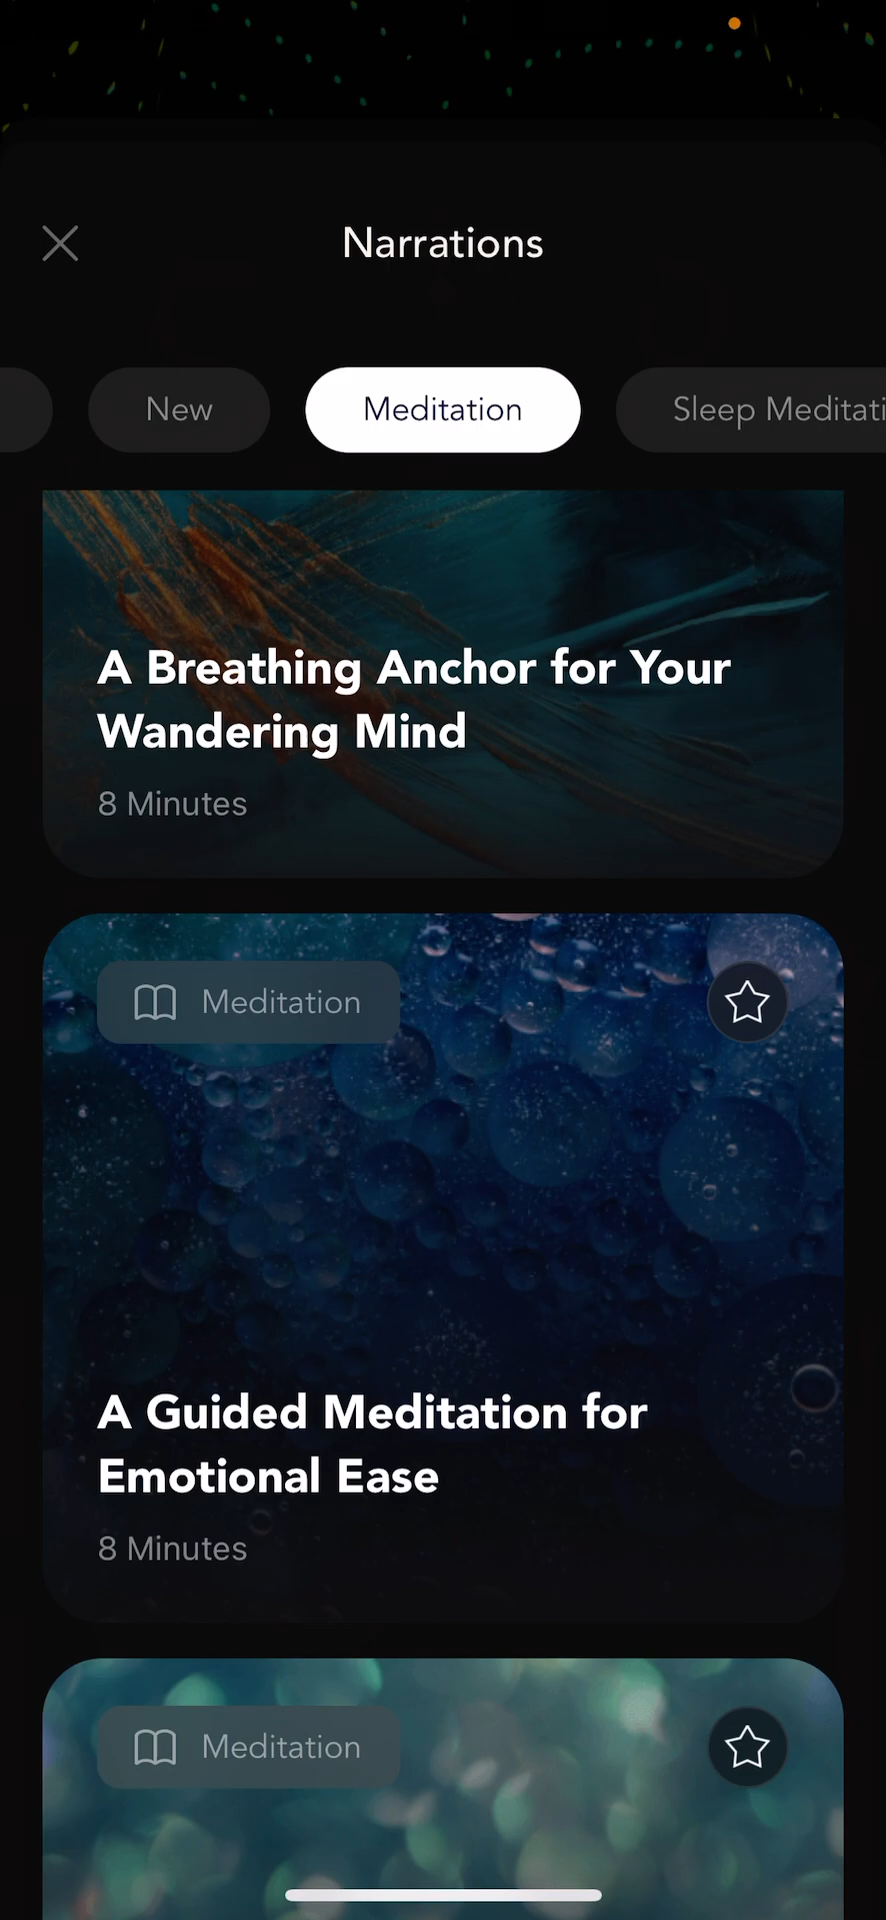 Narrations
New
Meditation
Sleep Meditati
A Breathing Anchor for Your
Wandering Mind
8 Minutes
Meditation
A Guided Meditation for
Emotional Ease
8 Minutes
Meditation